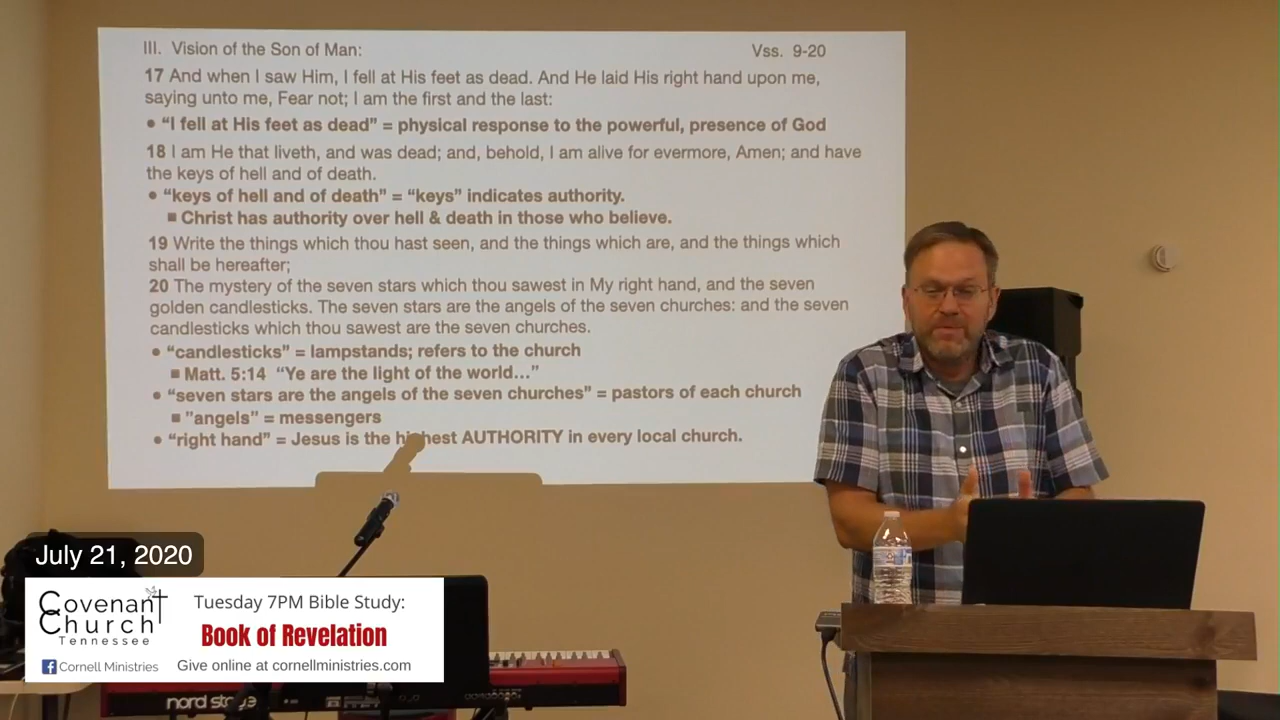 III. Vision of the Son of Man: Vss. 9-20
17 And when I saw Him, I fell at His feet as dead. And He laid His right hand upon me,
saying unto me, Fear not; I am the first and the last:
• “I fell at His feet as dead” = physical response to the powerful, presence of God
18 I am He that liveth, and was dead; and, behold, I am alive for evermore, Amen; and have
the keys of hell and of death.
• “keys of hell and of death” = “keys” indicates authority.
▪ Christ has authority over hell & death in those who believe.
19 Write the things which thou hast seen, and the things which are, and the things which
shall be hereafter;
20 The mystery of the seven stars which thou sawest in My right hand, and the seven
golden candlesticks. The seven stars are the angels of the seven churches: and the seven
candlesticks which thou sawest are the seven churches.
• “candlesticks” = lampstands; refers to the church
▪ Matt. 5:14 “Ye are the light of the world...”
• “seven stars are the angels of the seven churches” = pastors of each church
▪ "angels” = messengers
• “right hand” = Jesus is the highest AUTHORITY in every local church.
July 21, 2020
Covenant
Church
Tennessee
Cornell Ministries
Tuesday 7PM Bible Study:
Book of Revelation
Give online at cornellministries.com
nord stage